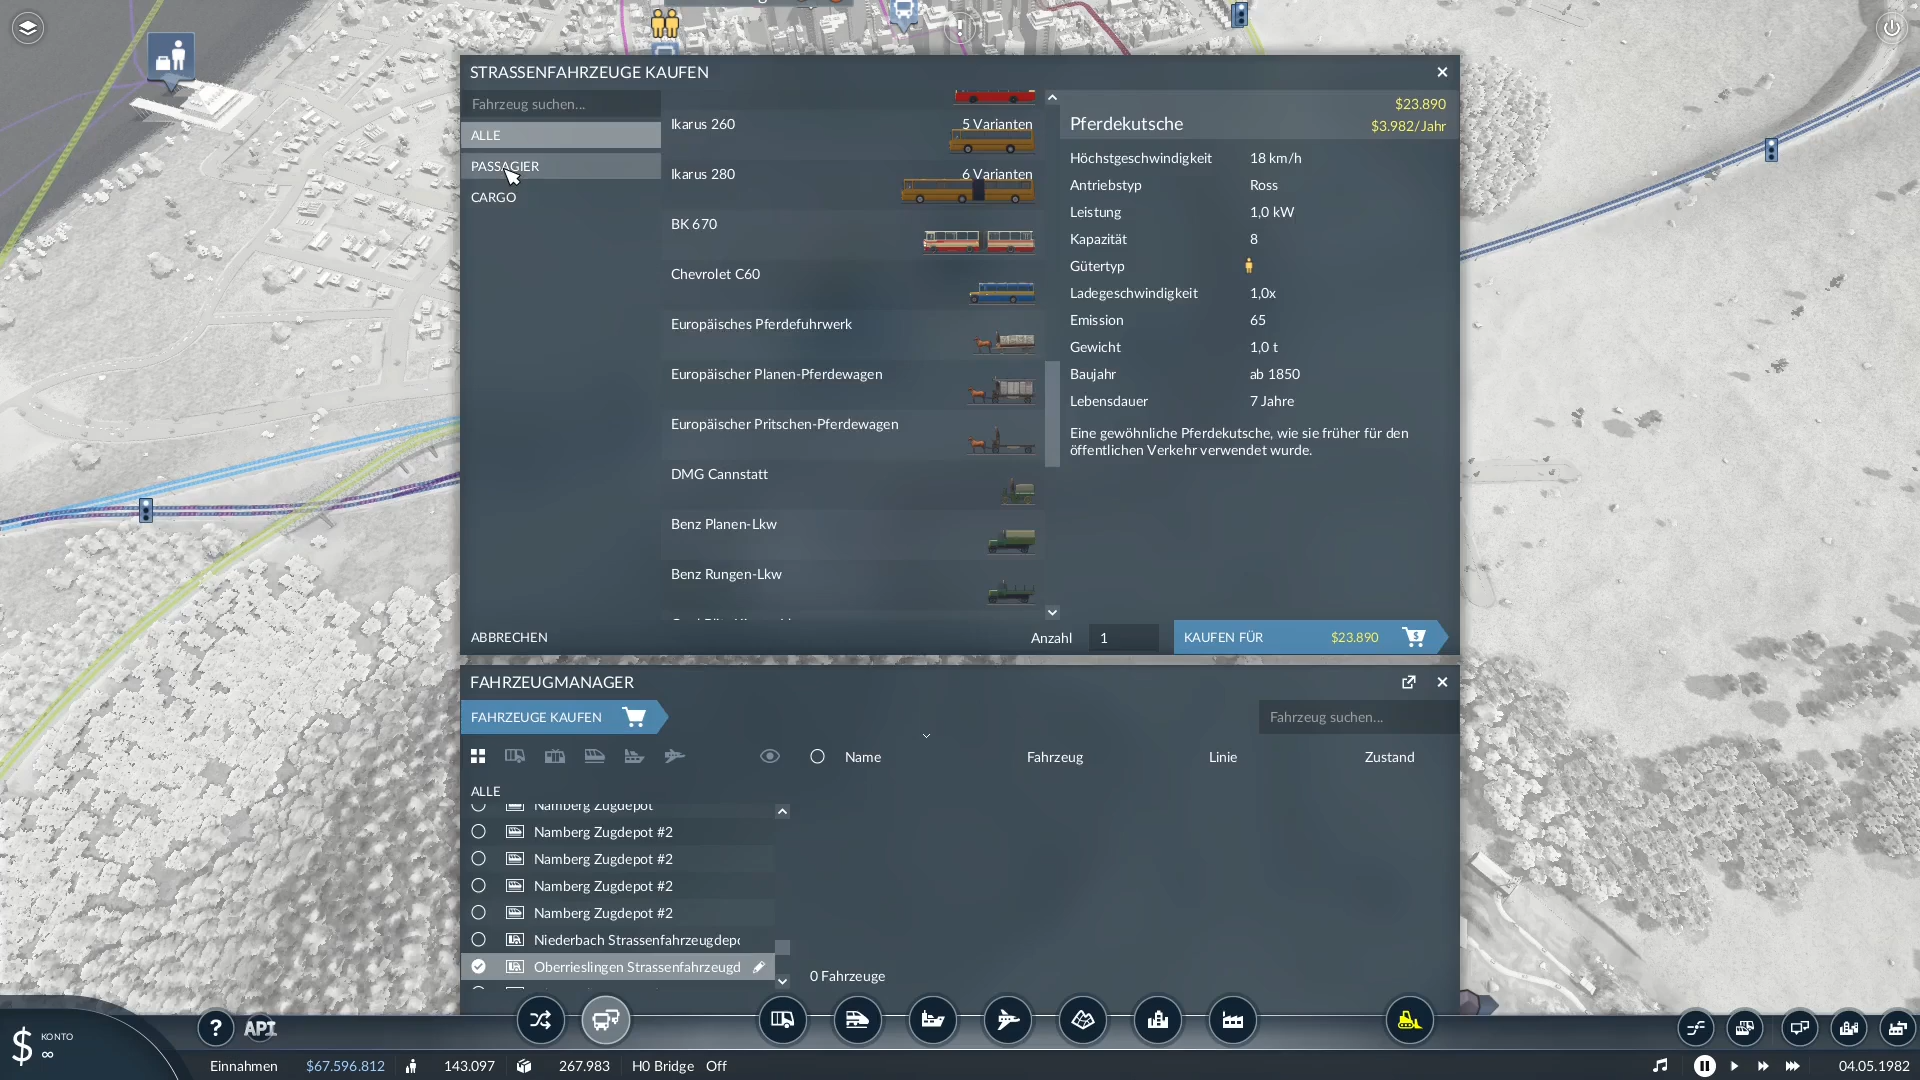 STRASSENFAHRZEUGE KAUFEN
Fahrzeug suchen...
ALLE
PASSAGIER
CARGO
Ikarus 260 5 Varianten
Ikarus 280 6 Varianten
BK 670
Chevrolet C60
Europäisches Pferdefuhrwerk
Europäischer Planen-Pferdewagen
Europäischer Pritschen-Pferdewagen
DMG Cannstatt
Benz Planen-Lkw
Benz Rungen-Lkw
$23.890
Pferdekutsche $3.982/Jahr
Höchstgeschwindigkeit 18 km/h
Antriebstyp Ross
Leistung 1,0 kW
Kapazität 8
Gütertyp
Ladegeschwindigkeit 1,0x
Emission 65
Gewicht 1,0 t
Baujahr ab 1850
Lebensdauer 7 Jahre
Eine gewöhnliche Pferdekutsche, wie sie früher für den
öffentlichen Verkehr verwendet wurde.
ABBRECHEN Anzahl 1 KAUFEN FÜR $23.890
FAHRZEUGMANAGER
FAHRZEUGE KAUFEN Fahrzeug suchen...
Name Fahrzeug Linie Zustand
ALLE
Namberg Zugdepot
Namberg Zugdepot #2
Namberg Zugdepot #2
Namberg Zugdepot #2
Namberg Zugdepot #2
Niederbach Strassenfahrzeugdepo
Oberrieslingen Strassenfahrzeugd
0 Fahrzeuge
$ KONTO ∞
? API
Einnahmen $67.596.812 143.097 267.983 H0 Bridge Off 04.05.1982